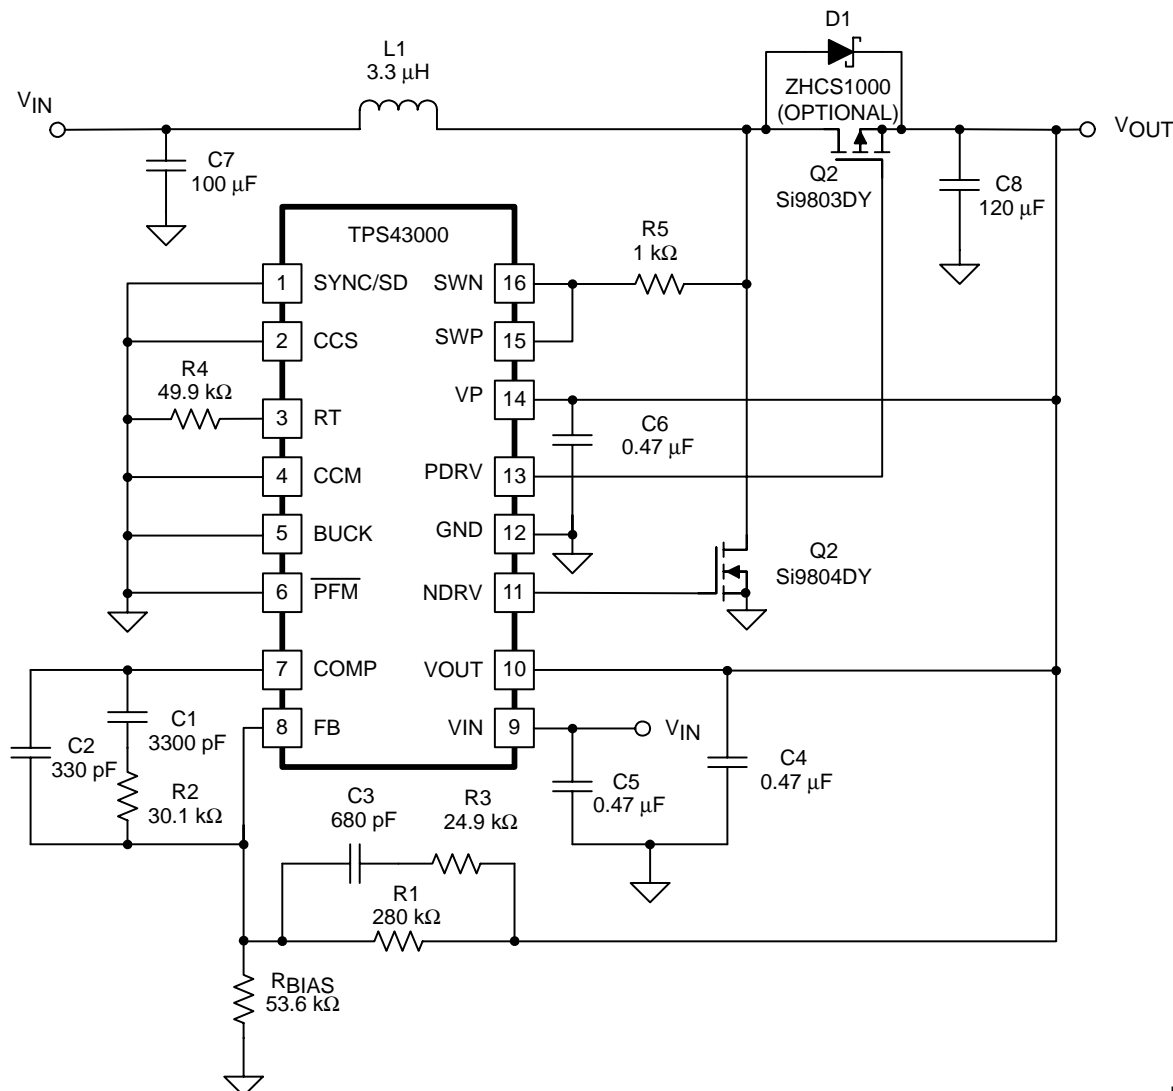 D1
L1
3.3 μH
ZHCS1000
(OPTIONAL)
VIN
VOUT
C7
100 μF
Q2
Si9803DY
C8
120 μF
TPS43000
R5
1 kΩ
1 SYNC/SD SWN 16
2 CCS SWP 15
R4
49.9 kΩ
3 RT VP 14
C6
0.47 μF
4 CCM PDRV 13
5 BUCK GND 12
6 PFM NDRV 11
Q2
Si9804DY
7 COMP VOUT 10
8 FB VIN 9
VIN
C1
3300 pF
C2
330 pF
R2
30.1 kΩ
C5
0.47 μF
C4
0.47 μF
C3
680 pF
R3
24.9 kΩ
R1
280 kΩ
RBIAS
53.6 kΩ